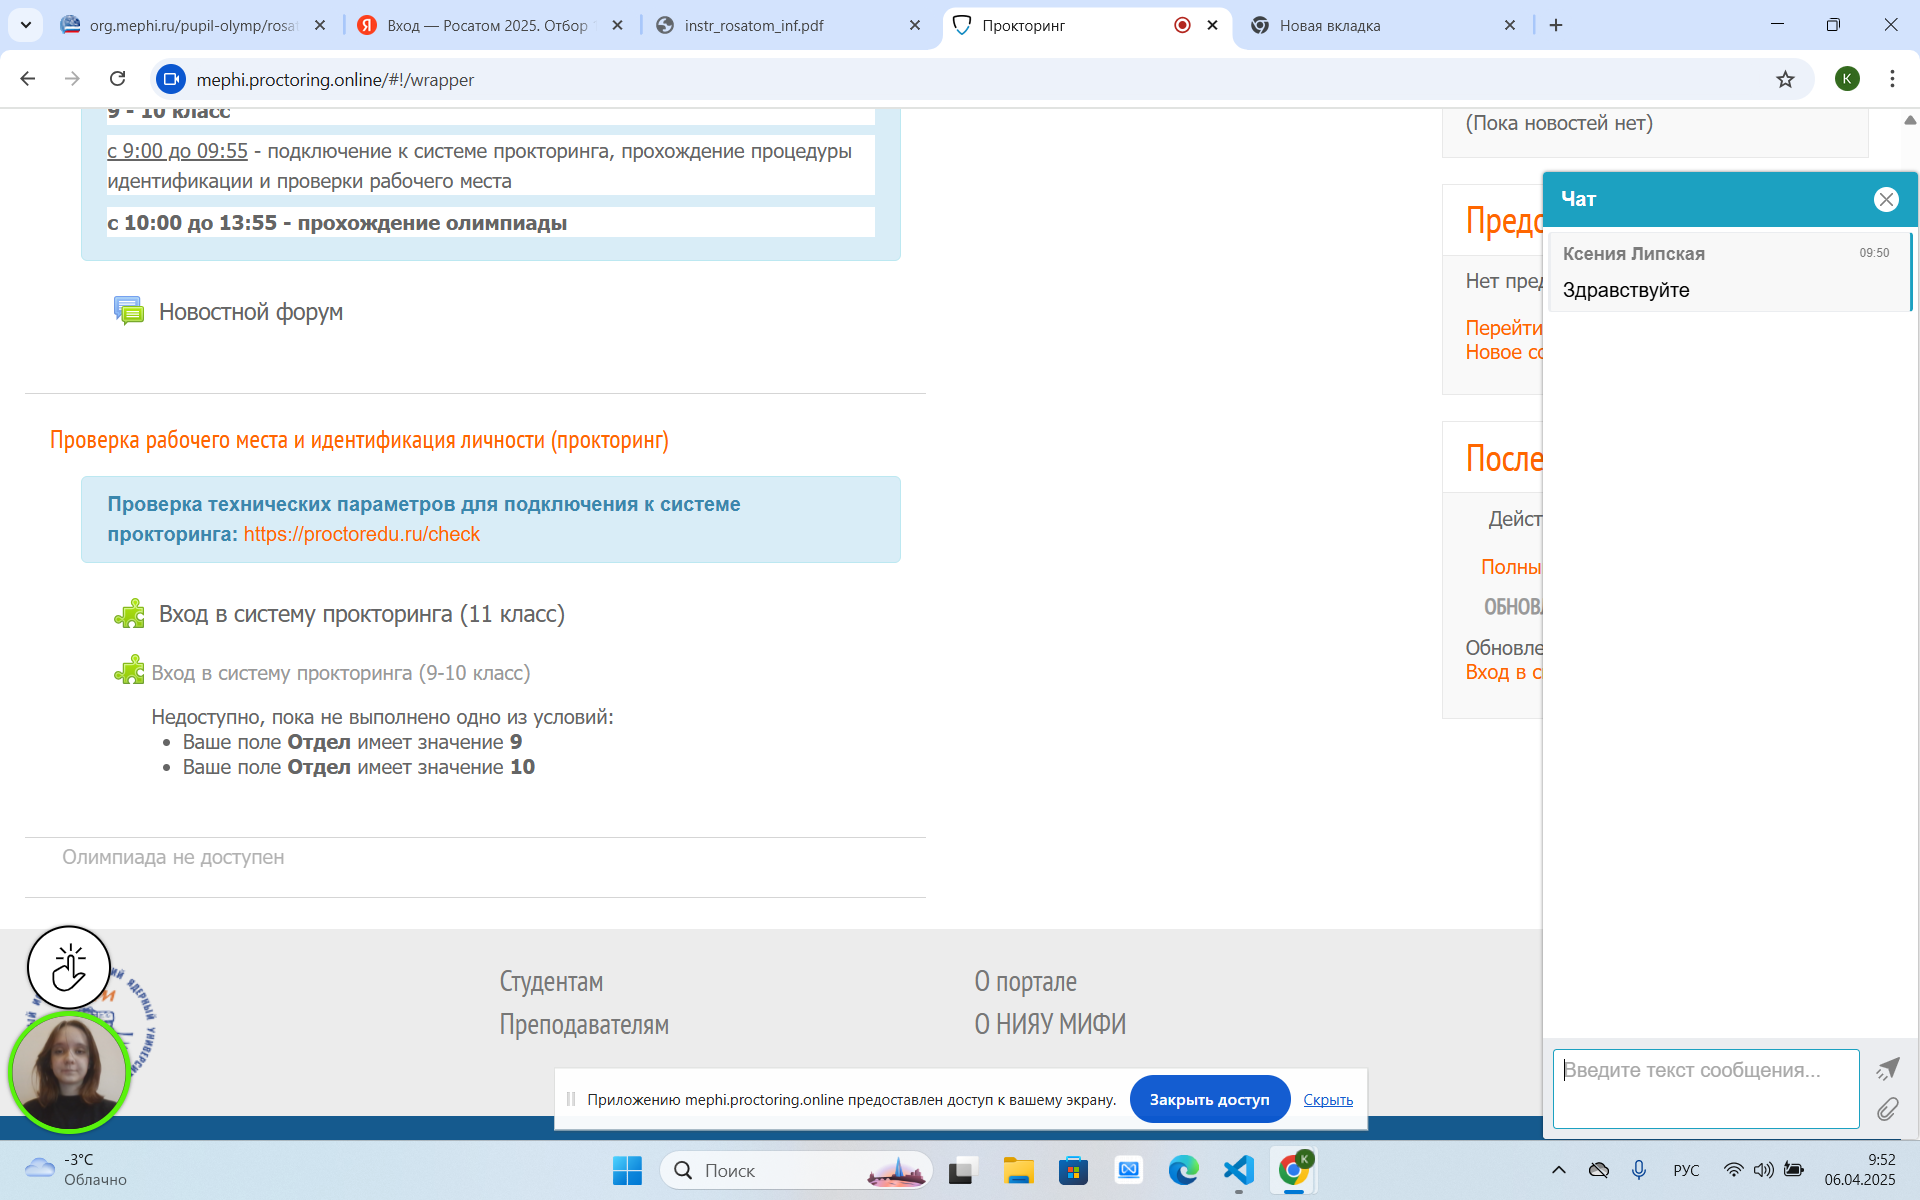 org.mephi.ru/pupil-olymp/rosat
Вход — Росатом 2025. Отбор
instr_rosatom_inf.pdf
Прокторинг
Новая вкладка
mephi.proctoring.online/#!/wrapper
K
9 - 10 класс
с 9:00 до 09:55 - подключение к системе прокторинга, прохождение процедуры
идентификации и проверки рабочего места
с 10:00 до 13:55 - прохождение олимпиады
Новостной форум
Проверка рабочего места и идентификация личности (прокторинг)
Проверка технических параметров для подключения к системе
прокторинга: https://proctoredu.ru/check
Вход в систему прокторинга (11 класс)
Вход в систему прокторинга (9-10 класс)
Недоступно, пока не выполнено одно из условий:
Ваше поле Отдел имеет значение 9
Ваше поле Отдел имеет значение 10
Олимпиада не доступен
Студентам
Преподавателям
О портале
О НИЯУ МИФИ
(Пока новостей нет)
Предс
Нет пред
Перейти
Новое со
После
Дейст
Полны
ОБНОВЛ
Обновле
Вход в с
Чат
Ксения Липская
09:50
Здравствуйте
Введите текст сообщения...
Приложению mephi.proctoring.online предоставлен доступ к вашему экрану.
Закрыть доступ
Скрыть
-3°C
Облачно
Поиск
K
РУС
9:52
06.04.2025